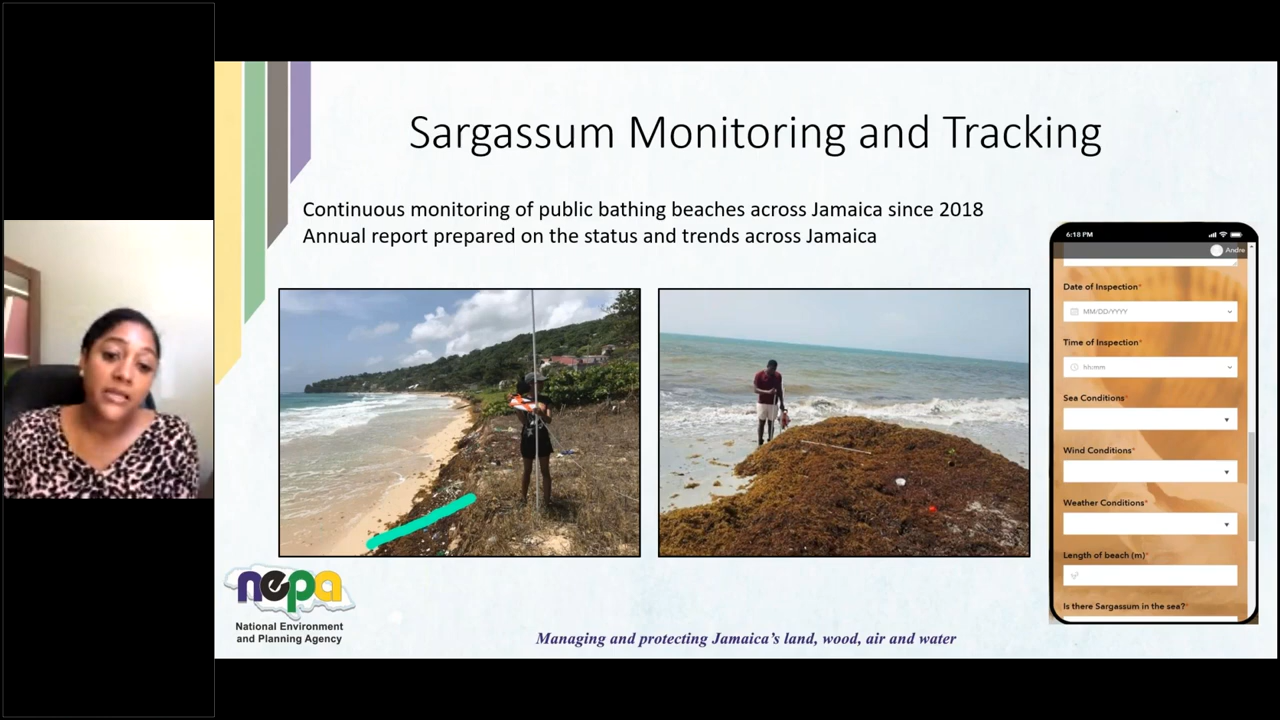 Sargassum Monitoring and Tracking
Continuous monitoring of public bathing beaches across Jamaica since 2018
Annual report prepared on the status and trends across Jamaica
6:18 PM
Andre
Date of Inspection*
MM/DD/YYYY
Time of Inspection*
hh:mm
Sea Conditions*
Wind Conditions*
Weather Conditions*
Length of beach (m)*
Is there Sargassum in the sea?*
nepa
National Environment
and Planning Agency
Managing and protecting Jamaica's land, wood, air and water